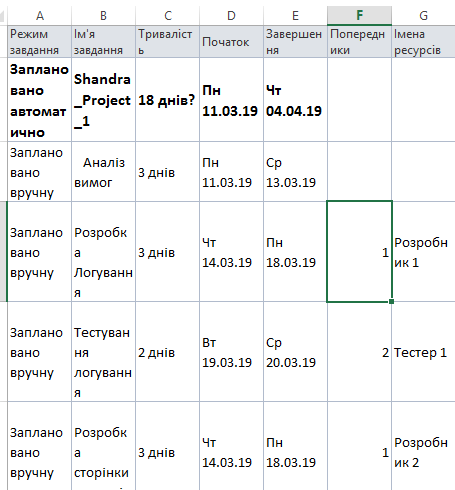 A B C D E F G
Режим завдання Ім'я завдання Тривалість Початок Завершення Попередники Імена ресурсів
Заплановано автоматично Shandra_Project_1 18 днів? Пн 11.03.19 Чт 04.04.19
Заплановано вручну Аналіз вимог 3 днів Пн 11.03.19 Ср 13.03.19
Заплановано вручну Розробка Логування 3 днів Чт 14.03.19 Пн 18.03.19 1 Розробник 1
Заплановано вручну Тестування логування 2 днів Вт 19.03.19 Ср 20.03.19 2 Тестер 1
Заплановано вручну Розробка сторінки 3 днів Чт 14.03.19 Пн 18.03.19 1 Розробник 2